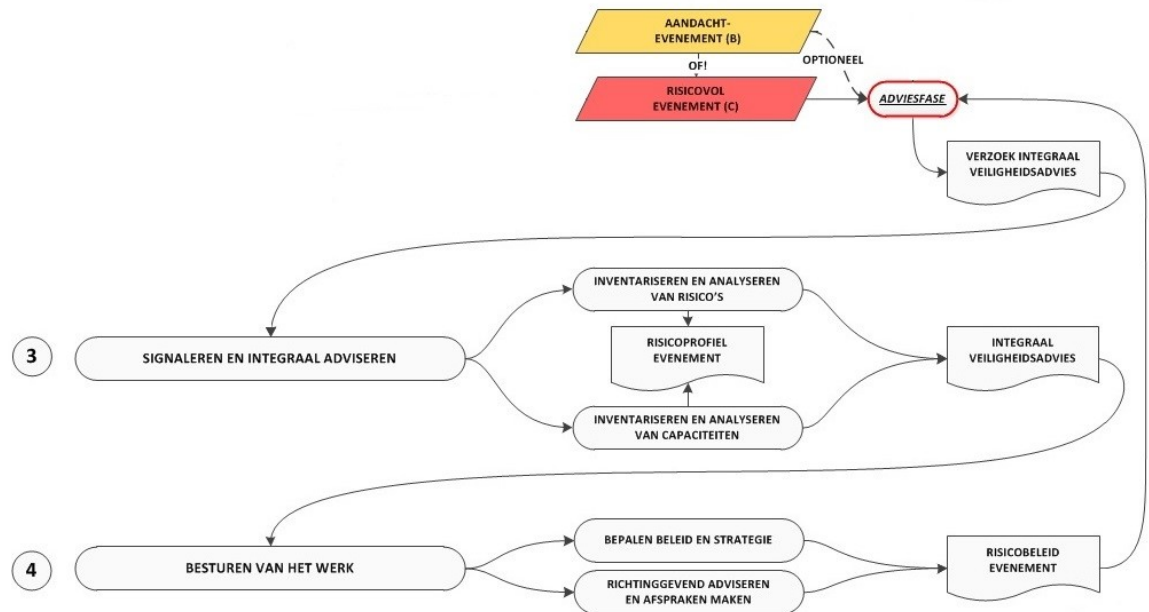 AANDACHT-
EVENEMENT (B)
OPTIONEEL
OF!
RISICOVOL
EVENEMENT (C)
ADVIESFASE
VERZOEK INTEGRAAL
VEILIGHEIDSADVIES
INVENTARISEREN EN ANALYSEREN
VAN RISICO'S
3
SIGNALEREN EN INTEGRAAL ADVISEREN
RISICOPROFIEL
EVENEMENT
INTEGRAAL
VEILIGHEIDSADVIES
INVENTARISEREN EN ANALYSEREN
VAN CAPACITEITEN
BEPALEN BELEID EN STRATEGIE
4
BESTUREN VAN HET WERK
RISICOBELEID
EVENEMENT
RICHTINGGEVEND ADVISEREN
EN AFSPRAKEN MAKEN